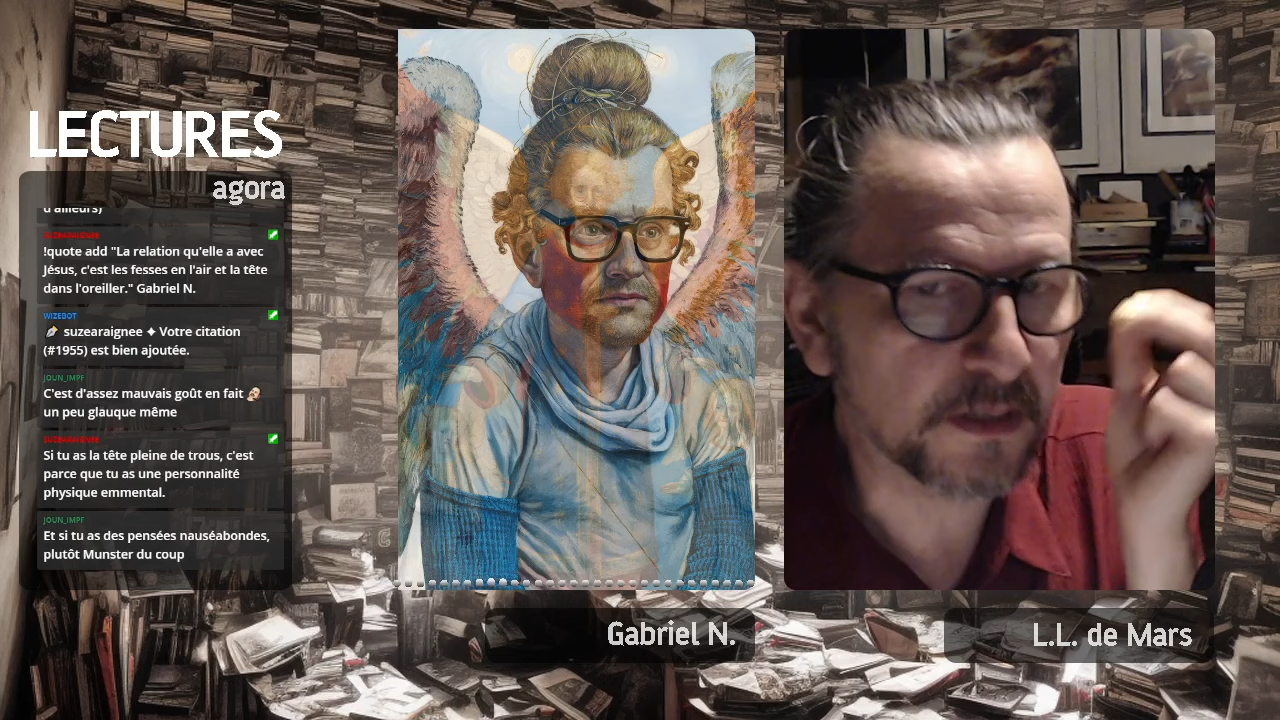 LECTURES
agora
d'ailleurs)
SUZEARAIGNEE
!quote add "La relation qu'elle a avec
Jésus, c'est les fesses en l'air et la tête
dans l'oreiller." Gabriel N.
WIZEBOT
suzearaignee ✦ Votre citation
(#1955) est bien ajoutée.
JOUN_IMPF
C'est d'assez mauvais goût en fait
un peu glauque même
SUZEARAIGNEE
Si tu as la tête pleine de trous, c'est
parce que tu as une personnalité
physique emmental.
JOUN_IMPF
Et si tu as des pensées nauséabondes,
plutôt Munster du coup
Gabriel N.
L.L. de Mars